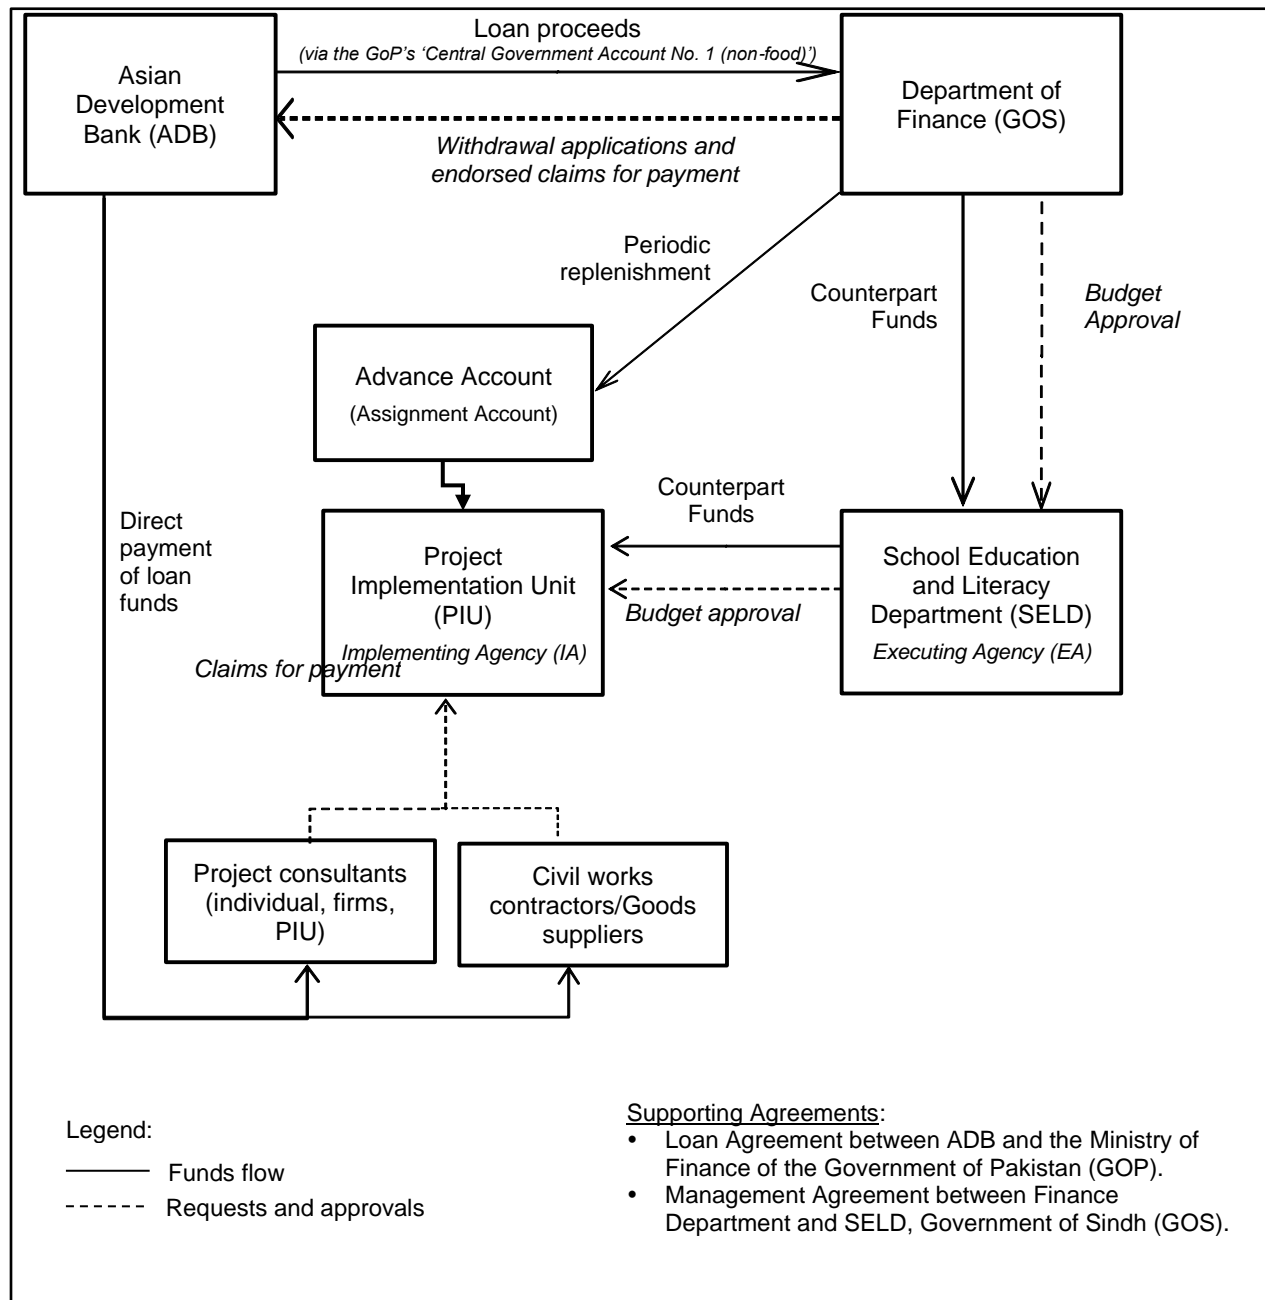 Loan proceeds
(via the GoP's 'Central Government Account No. 1 (non-food)')
Asian
Development
Bank (ADB)
Department of
Finance (GOS)
Withdrawal applications and
endorsed claims for payment
Periodic
replenishment
Counterpart
Funds
Budget
Approval
Advance Account
(Assignment Account)
Counterpart
Funds
Direct
payment
of loan
funds
Project
Implementation Unit
(PIU)
Implementing Agency (IA)
School Education
and Literacy
Department (SELD)
Executing Agency (EA)
Budget approval
Claims for payment
Project consultants
(individual, firms,
PIU)
Civil works
contractors/Goods
suppliers
Legend:
Funds flow
Requests and approvals
Supporting Agreements:
• Loan Agreement between ADB and the Ministry of
Finance of the Government of Pakistan (GOP).
• Management Agreement between Finance
Department and SELD, Government of Sindh (GOS).